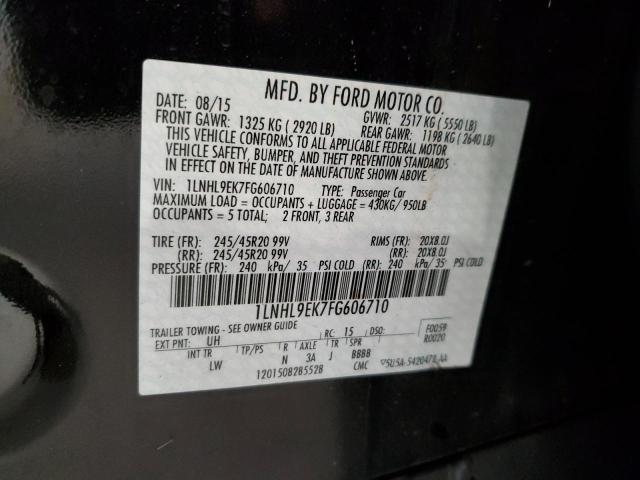 MFD. BY FORD MOTOR CO.
DATE: 08/15 GVWR: 2517 KG ( 5550 LB)
FRONT GAWR: 1325 KG ( 2920 LB) REAR GAWR: 1198 KG ( 2640 LB)
THIS VEHICLE CONFORMS TO ALL APPLICABLE FEDERAL MOTOR
VEHICLE SAFETY, BUMPER, AND THEFT PREVENTION STANDARDS
IN EFFECT ON THE DATE OF MANUFACTURE SHOWN ABOVE.
VIN: 1LNHL9EK7FG606710 TYPE: Passenger Car
MAXIMUM LOAD = OCCUPANTS + LUGGAGE = 430KG/ 950LB
OCCUPANTS = 5 TOTAL; 2 FRONT, 3 REAR
TIRE (FR): 245/45R20 99V RIMS (FR): 20X8.0J
(RR): 245/45R20 99V (RR): 20X8.0J
PRESSURE (FR): 240 kPa/ 35 PSI COLD (RR): 240 kPa/ 35 PSI COLD
1LNHL9EK7FG606710
TRAILER TOWING - SEE OWNER GUIDE
EXT PNT: UH RC: 15 DSO: F0059
R0020
INT TR TP/PS R AXLE TR SPR
LW N 3A J BBBB
1201508285528 CMC